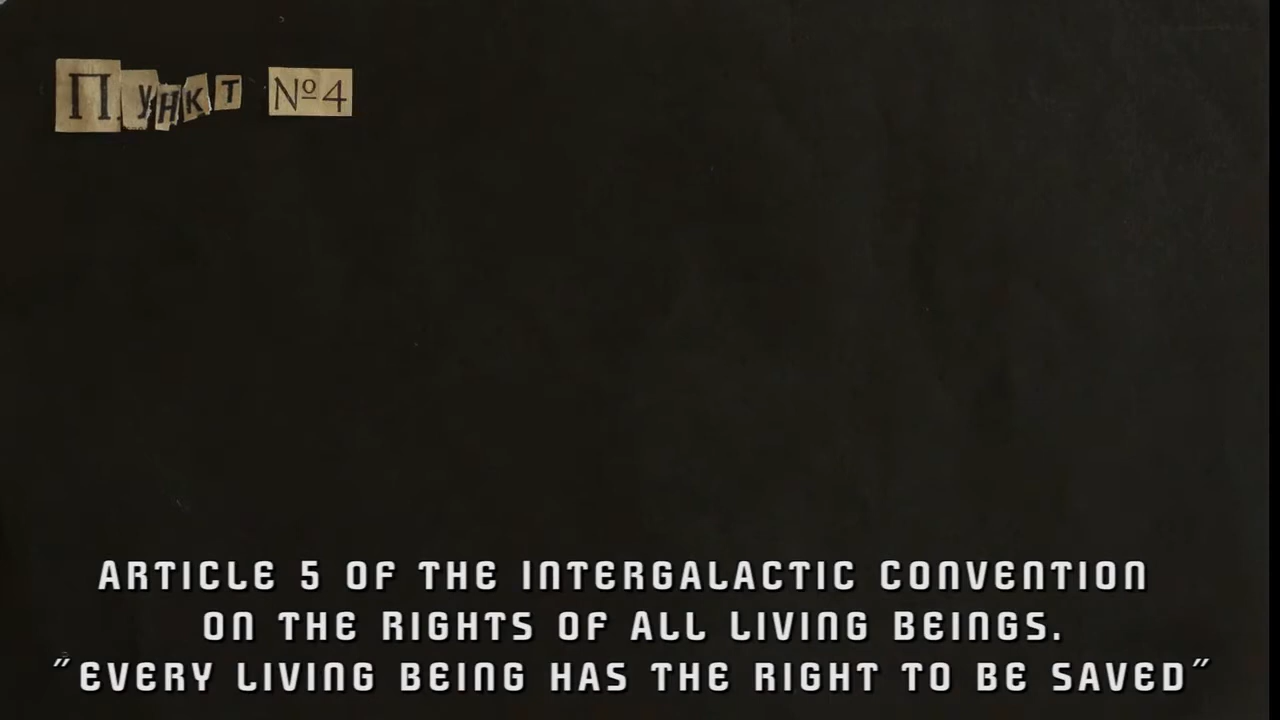 Пункт №4
ARTICLE 5 OF THE INTERGALACTIC CONVENTION
ON THE RIGHTS OF ALL LIVING BEINGS.
"EVERY LIVING BEING HAS THE RIGHT TO BE SAVED"